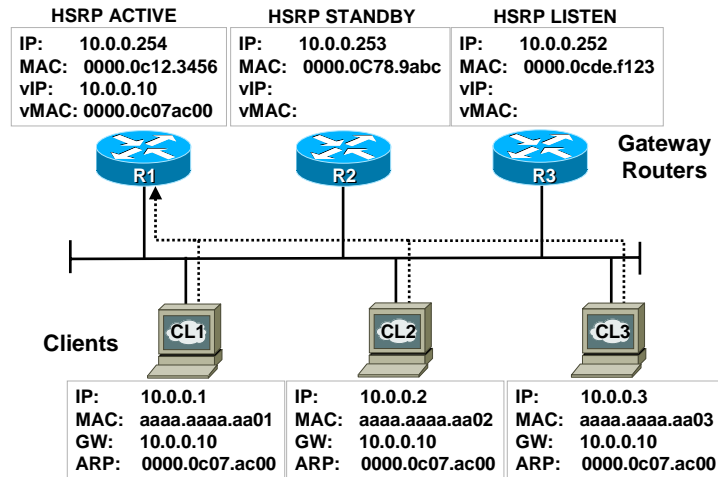 HSRP ACTIVE
IP: 10.0.0.254
MAC: 0000.0c12.3456
vIP: 10.0.0.10
vMAC: 0000.0c07ac00
HSRP STANDBY
IP: 10.0.0.253
MAC: 0000.0C78.9abc
vIP:
vMAC:
HSRP LISTEN
IP: 10.0.0.252
MAC: 0000.0cde.f123
vIP:
vMAC:
R1
R2
R3
Gateway
Routers
Clients
CL1
CL2
CL3
IP: 10.0.0.1
MAC: aaaa.aaaa.aa01
GW: 10.0.0.10
ARP: 0000.0c07.ac00
IP: 10.0.0.2
MAC: aaaa.aaaa.aa02
GW: 10.0.0.10
ARP: 0000.0c07.ac00
IP: 10.0.0.3
MAC: aaaa.aaaa.aa03
GW: 10.0.0.10
ARP: 0000.0c07.ac00